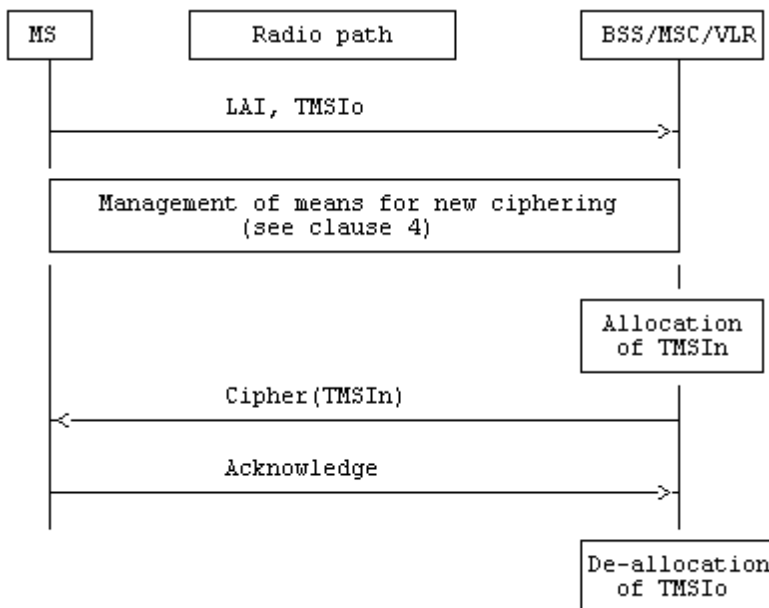 MS
Radio path
BSS/MSC/VLR
LAI, TMSIo
Management of means for new ciphering
(see clause 4)
Allocation
of TMSIn
Cipher(TMSIn)
Acknowledge
De-allocation
of TMSIo